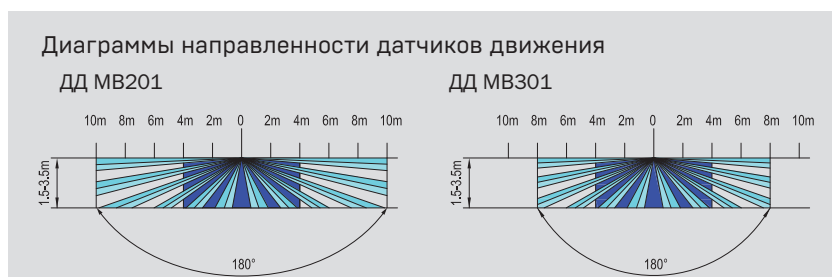 Диаграммы направленности датчиков движения
ДД МВ201
ДД МВ301
10m 8m 6m 4m 2m 0 2m 4m 6m 8m 10m
10m 8m 6m 4m 2m 0 2m 4m 6m 8m 10m
1.5-3.5m
1.5-3.5m
180°
180°